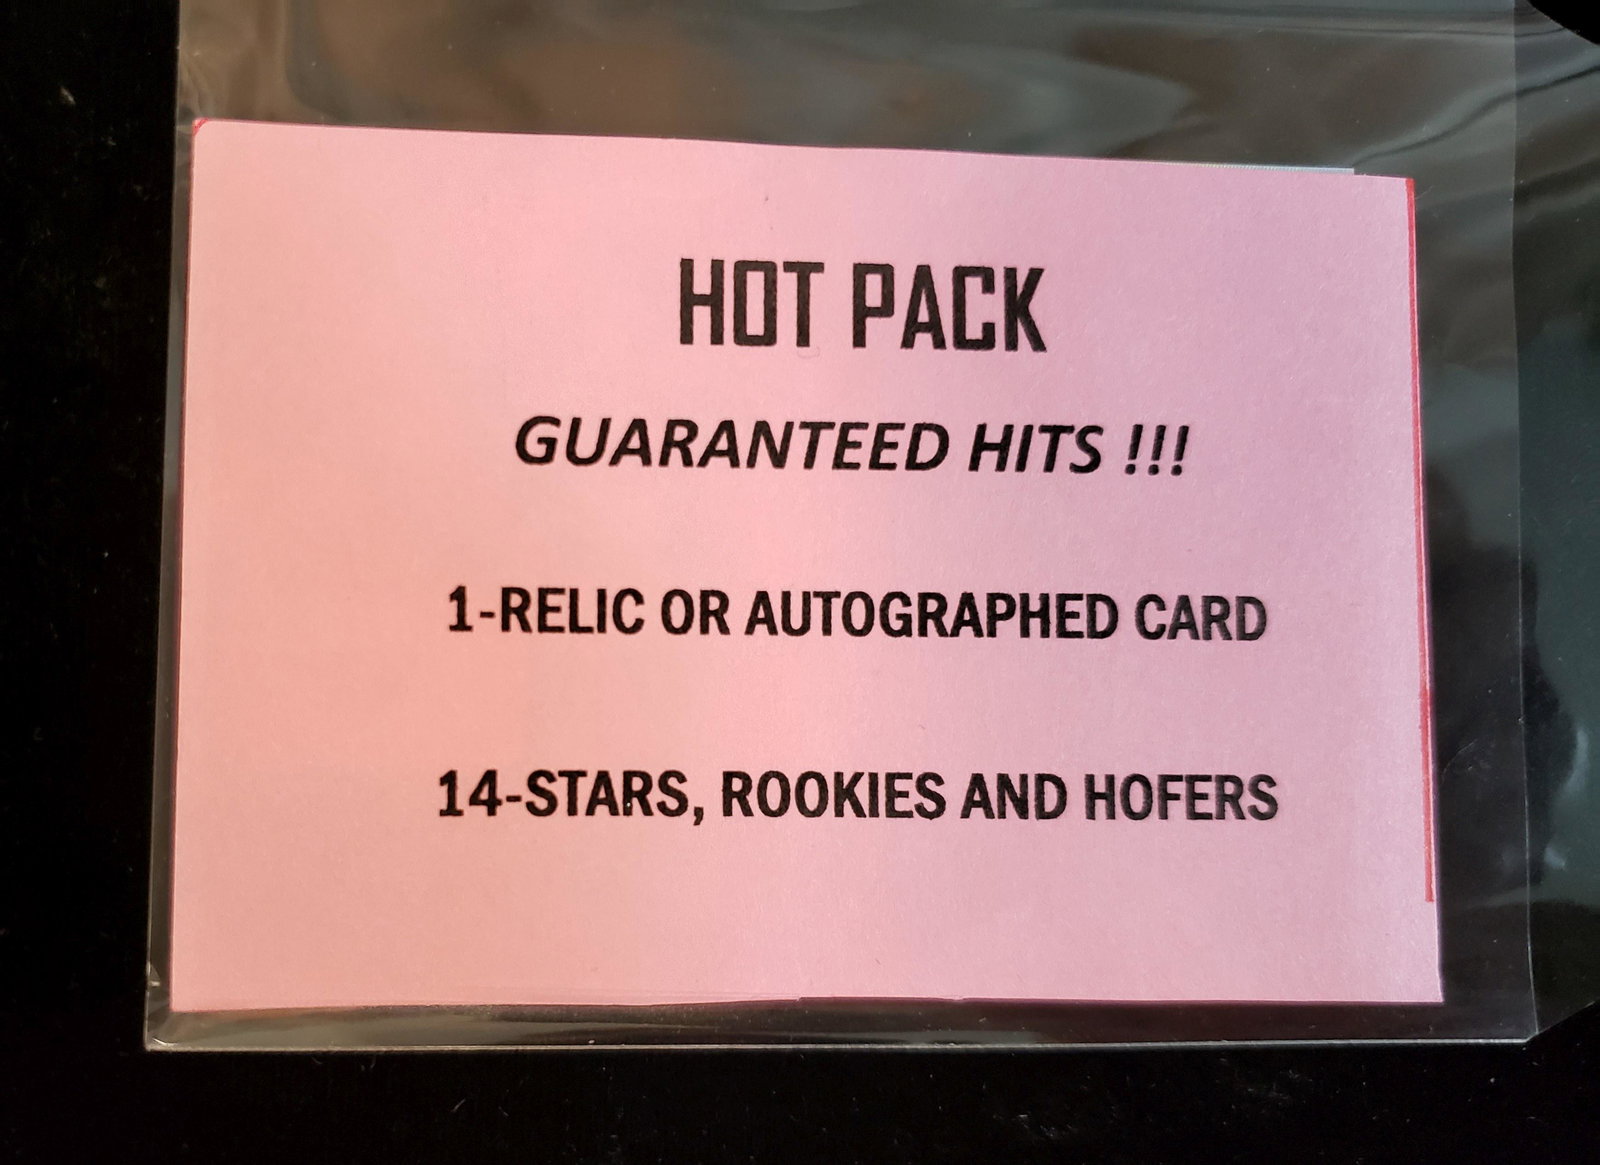 HOT PACK
GUARANTEED HITS !!!
1-RELIC OR AUTOGRAPHED CARD
14-STARS, ROOKIES AND HOFERS